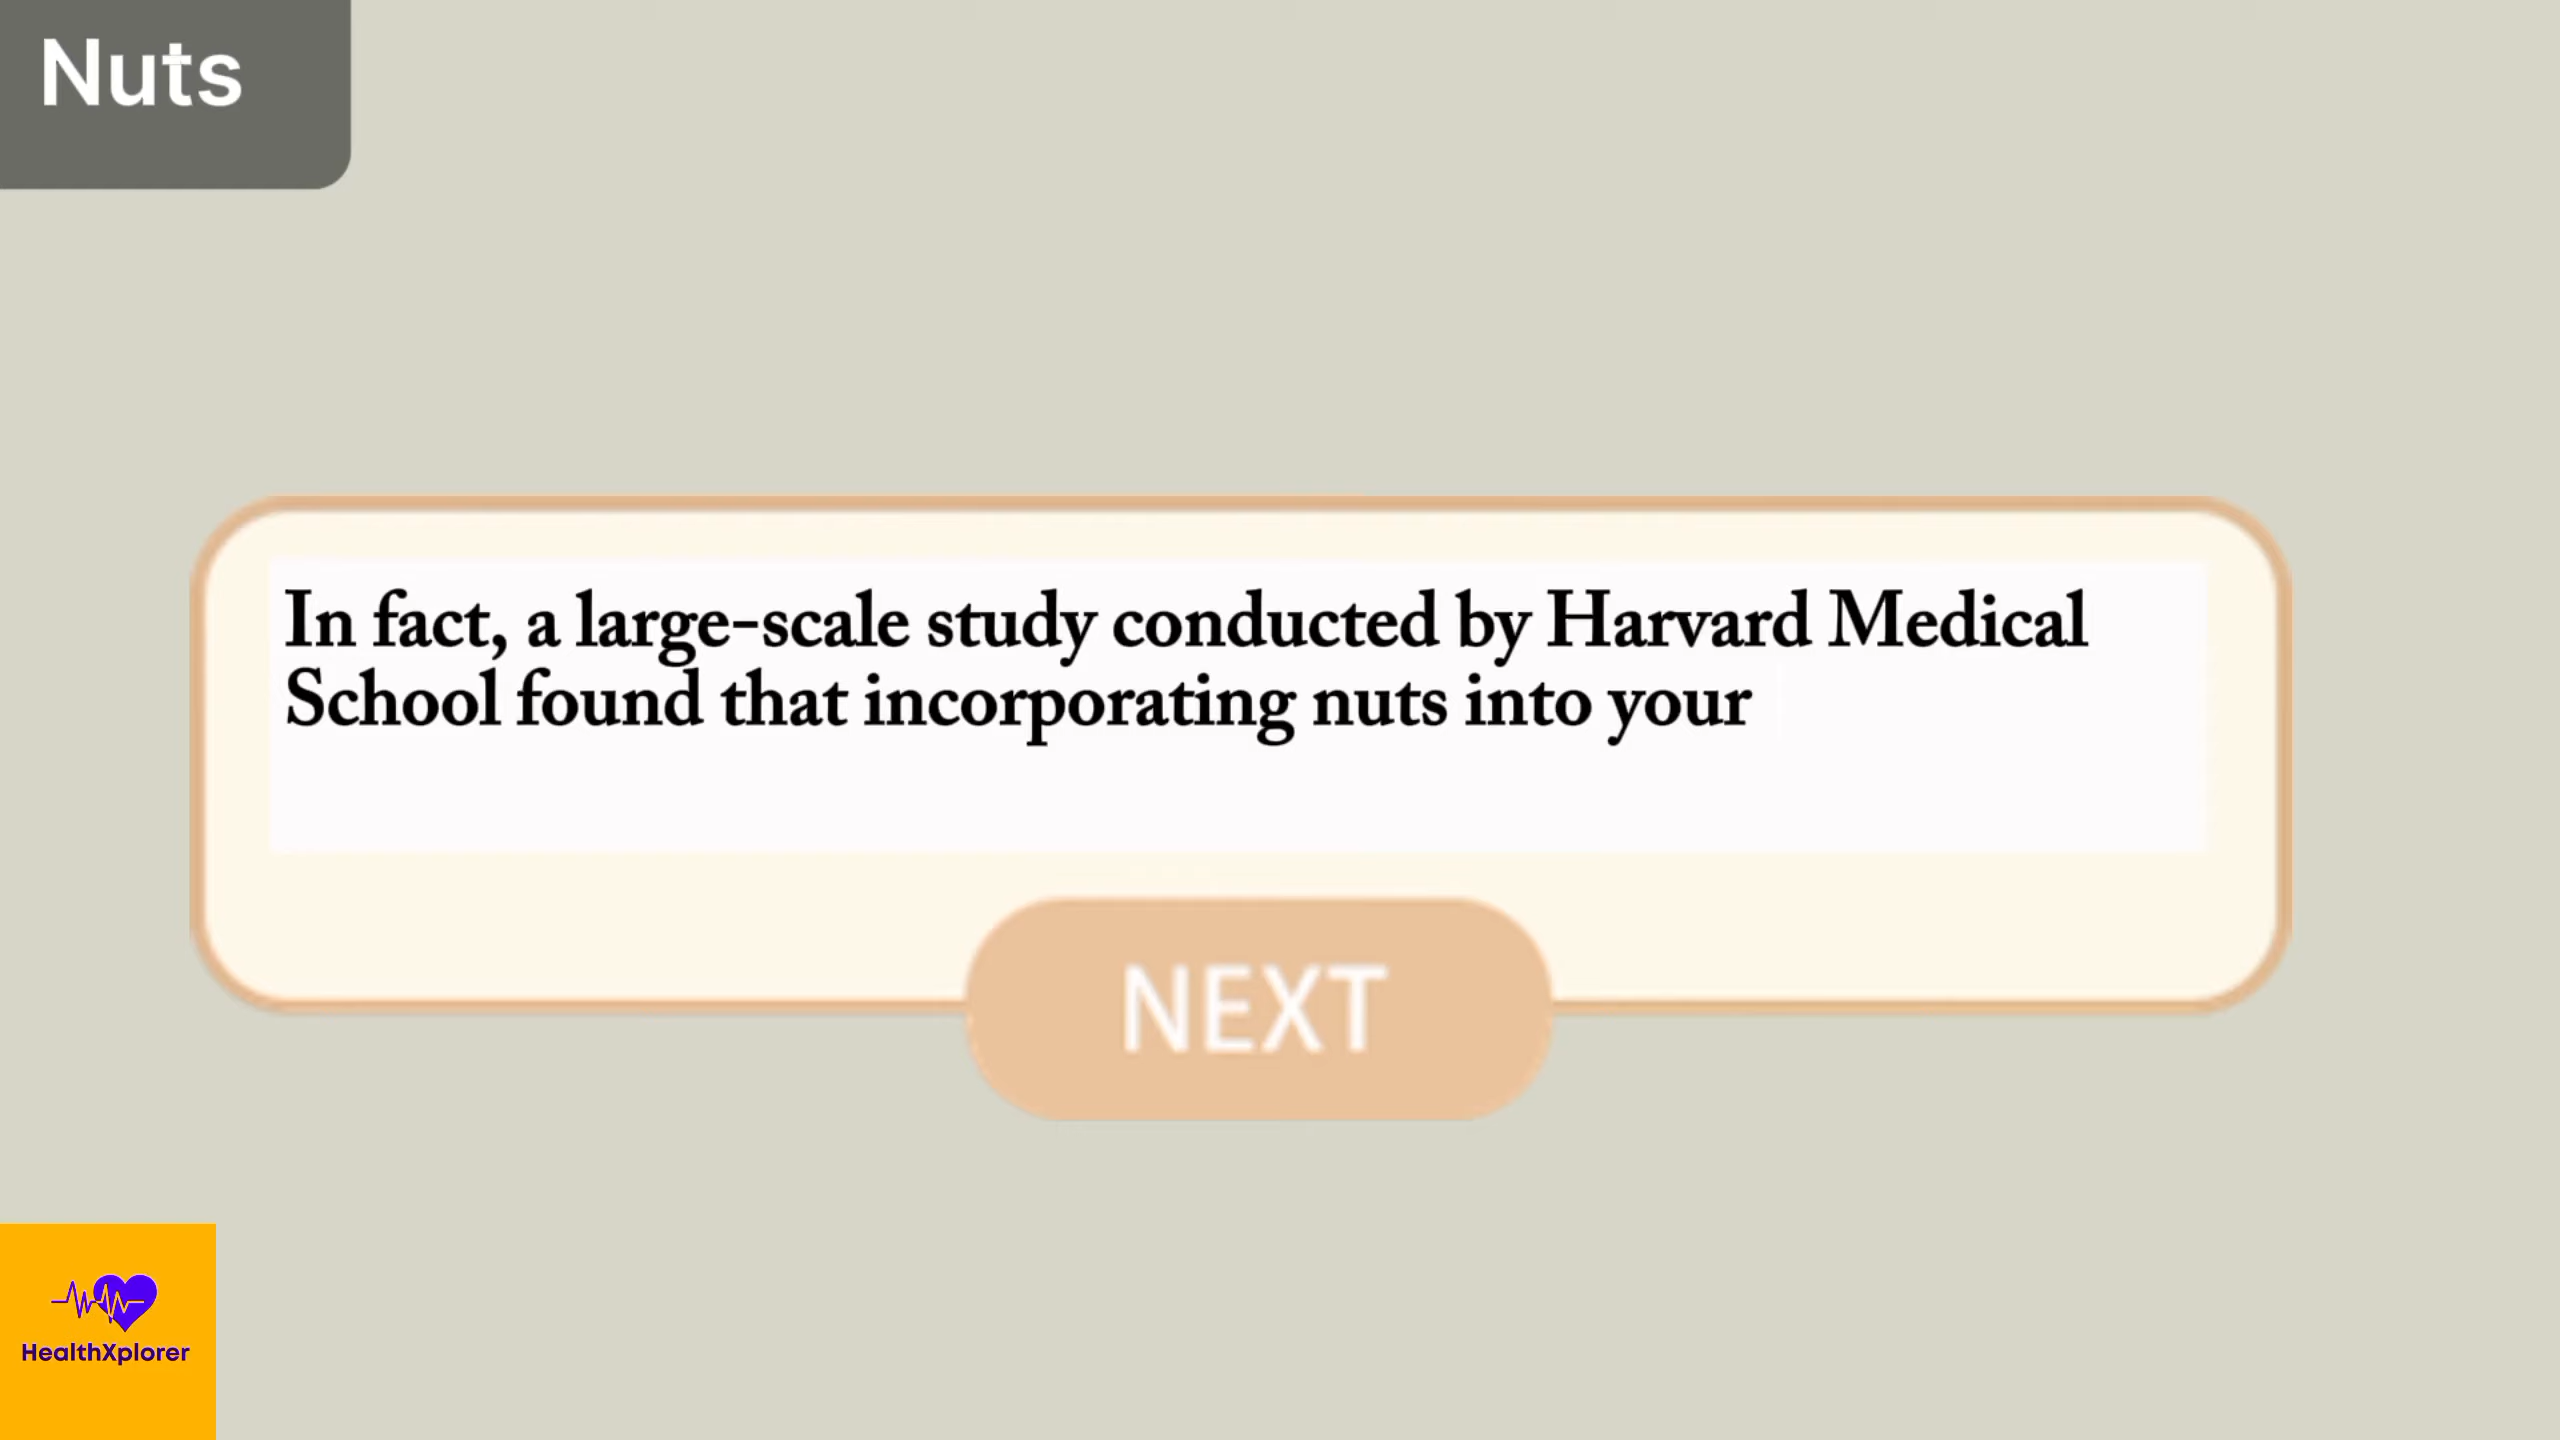 Nuts
In fact, a large-scale study conducted by Harvard Medical
School found that incorporating nuts into your
NEXT
HealthXplorer